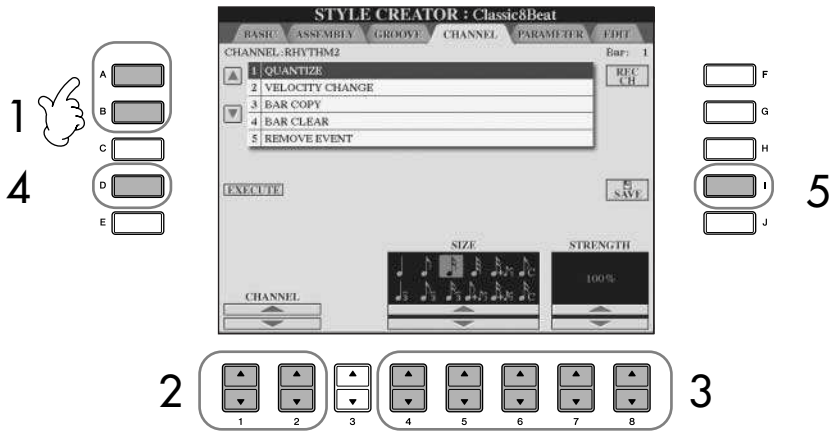 STYLE CREATOR : Classic8Beat
BASIC ASSEMBLY GROOVE CHANNEL PARAMETER EDIT
CHANNEL:RHYTHM2 Bar: 1
1 QUANTIZE
2 VELOCITY CHANGE
3 BAR COPY
4 BAR CLEAR
5 REMOVE EVENT
REC
CH
EXECUTE
SAVE
SIZE STRENGTH
100%
CHANNEL
A
B
C
D
E
F
G
H
I
J
1
4
5
2
3
1 2 3 4 5 6 7 8